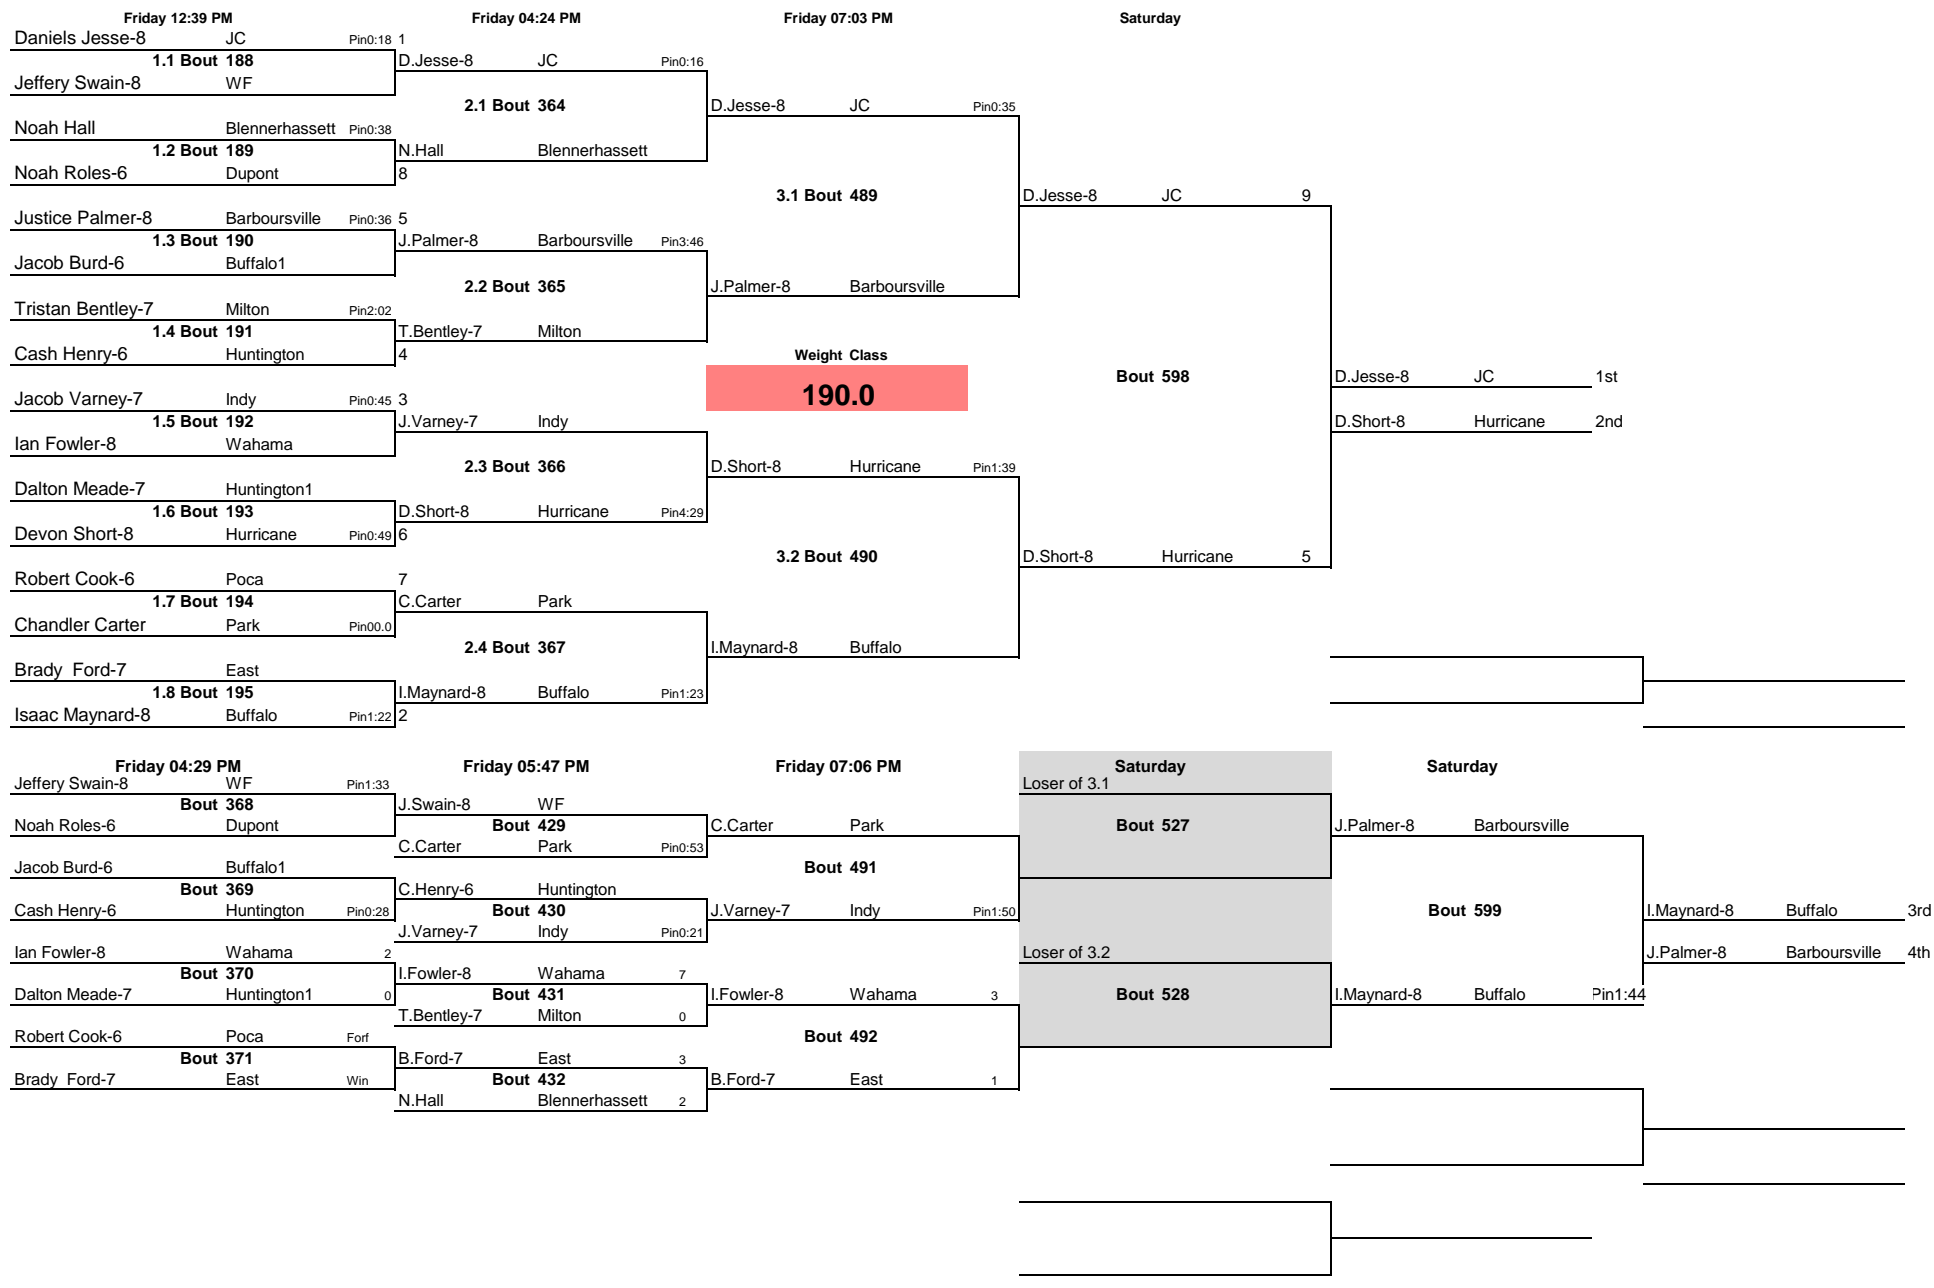 Friday 12:39 PM Friday 04:24 PM Friday 07:03 PM Saturday
Daniels Jesse-8 JC Pin0:18 1
1.1 Bout 188 D.Jesse-8 JC Pin0:16
Jeffery Swain-8 WF
2.1 Bout 364 D.Jesse-8 JC Pin0:35
Noah Hall Blennerhassett Pin0:38
1.2 Bout 189 N.Hall Blennerhassett
Noah Roles-6 Dupont 8
3.1 Bout 489 D.Jesse-8 JC 9
Justice Palmer-8 Barboursville Pin0:36 5
1.3 Bout 190 J.Palmer-8 Barboursville Pin3:46
Jacob Burd-6 Buffalo1
2.2 Bout 365 J.Palmer-8 Barboursville
Tristan Bentley-7 Milton Pin2:02
1.4 Bout 191 T.Bentley-7 Milton
Cash Henry-6 Huntington 4 Weight Class
Bout 598 D.Jesse-8 JC 1st
Jacob Varney-7 Indy Pin0:45 3 190.0
1.5 Bout 192 J.Varney-7 Indy D.Short-8 Hurricane 2nd
Ian Fowler-8 Wahama
2.3 Bout 366 D.Short-8 Hurricane Pin1:39
Dalton Meade-7 Huntington1
1.6 Bout 193 D.Short-8 Hurricane Pin4:29
Devon Short-8 Hurricane Pin0:49 6
3.2 Bout 490 D.Short-8 Hurricane 5
Robert Cook-6 Poca 7
1.7 Bout 194 C.Carter Park
Chandler Carter Park Pin00.0
2.4 Bout 367 I.Maynard-8 Buffalo
Brady Ford-7 East
1.8 Bout 195 I.Maynard-8 Buffalo Pin1:23
Isaac Maynard-8 Buffalo Pin1:22 2
Friday 04:29 PM Friday 05:47 PM Friday 07:06 PM Saturday Saturday
Jeffery Swain-8 WF Pin1:33 Loser of 3.1
Bout 368 J.Swain-8 WF
Noah Roles-6 Dupont Bout 429 C.Carter Park Bout 527 J.Palmer-8 Barboursville
C.Carter Park Pin0:53
Jacob Burd-6 Buffalo1 Bout 491
Bout 369 C.Henry-6 Huntington
Cash Henry-6 Huntington Pin0:28 Bout 430 J.Varney-7 Indy Pin1:50 Bout 599 I.Maynard-8 Buffalo 3rd
J.Varney-7 Indy Pin0:21
Ian Fowler-8 Wahama 2 Loser of 3.2 J.Palmer-8 Barboursville 4th
Bout 370 I.Fowler-8 Wahama 7
Dalton Meade-7 Huntington1 0 Bout 431 I.Fowler-8 Wahama 3 Bout 528 I.Maynard-8 Buffalo Pin1:44
T.Bentley-7 Milton 0
Robert Cook-6 Poca Forf Bout 492
Bout 371 B.Ford-7 East 3
Brady Ford-7 East Win Bout 432 B.Ford-7 East 1
N.Hall Blennerhassett 2